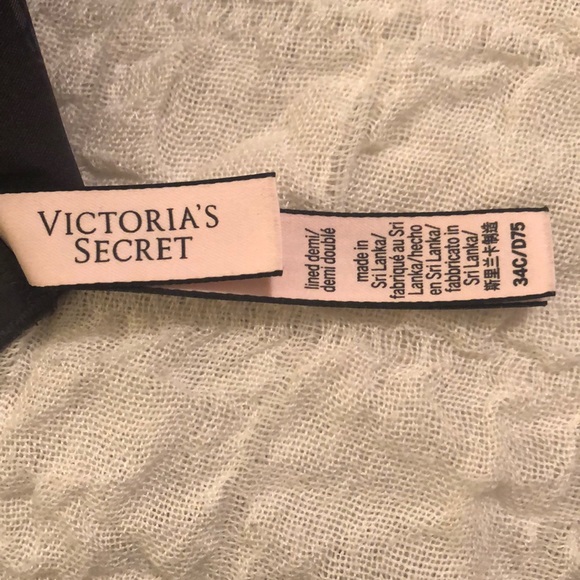 VICTORIA'S
SECRET
lined demi/
demi doublé
made in
Sri Lanka/
fabriqué au Sri
Lanka/hecho
en Sri Lanka/
fabbricato in
Sri Lanka/
斯里兰卡制造
34C/D75